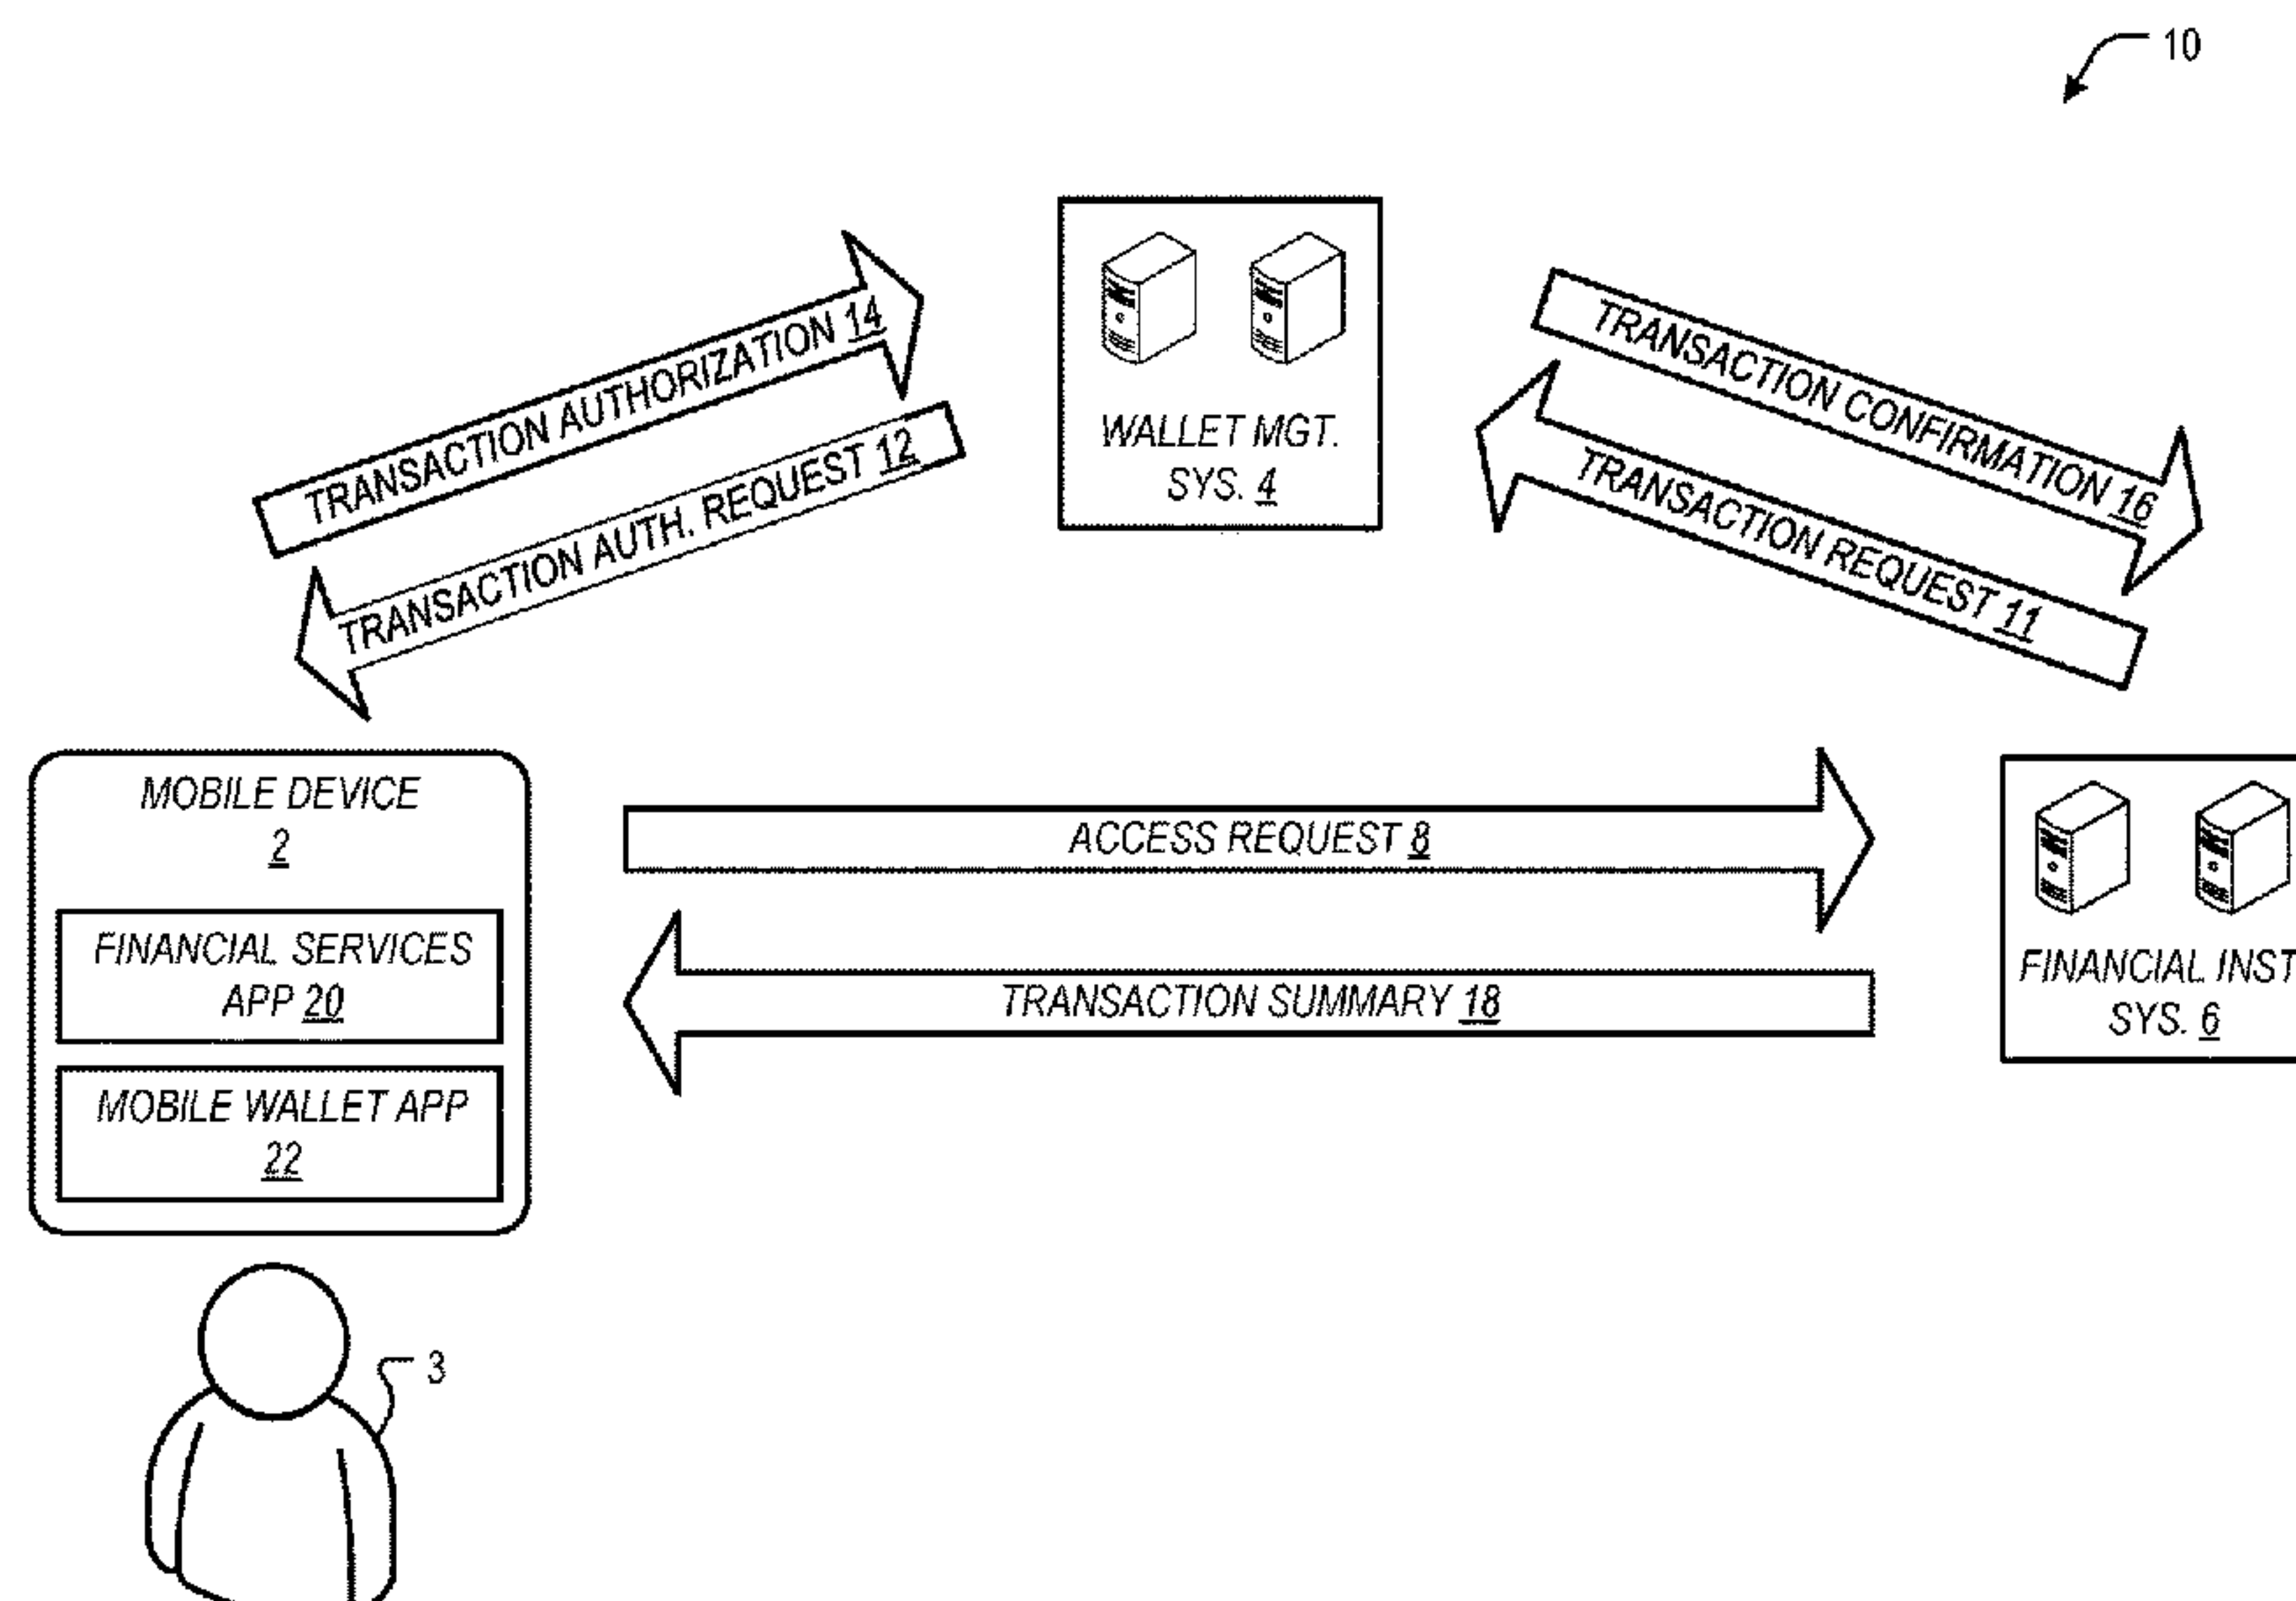 10
TRANSACTION AUTHORIZATION 14
TRANSACTION AUTH. REQUEST 12
WALLET MGT.
SYS. 4
TRANSACTION CONFIRMATION 16
TRANSACTION REQUEST 11
MOBILE DEVICE
2
FINANCIAL SERVICES
APP 20
MOBILE WALLET APP
22
ACCESS REQUEST 8
TRANSACTION SUMMARY 18
FINANCIAL INST
SYS. 6
3